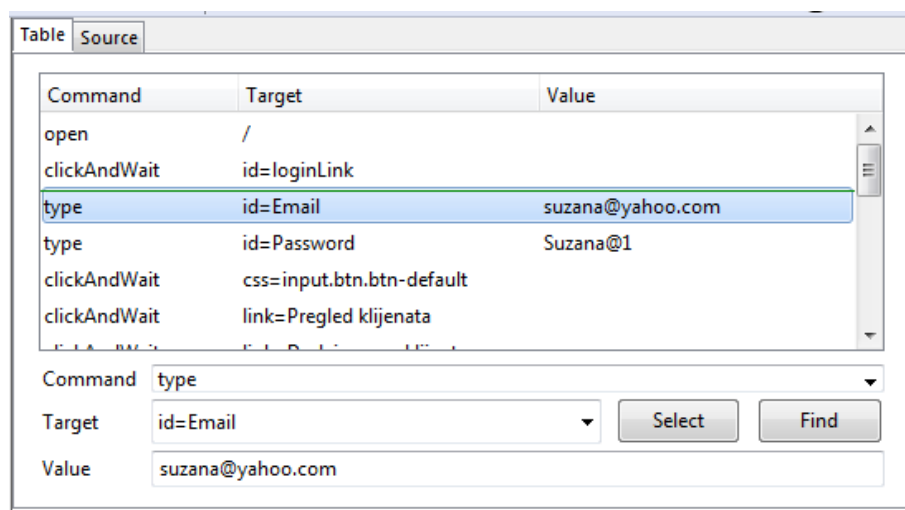 Table Source
Command Target Value
open /
clickAndWait id=loginLink
type id=Email suzana@yahoo.com
type id=Password Suzana@1
clickAndWait css=input.btn.btn-default
clickAndWait link=Pregled klijenata
Command type
Target id=Email Select Find
Value suzana@yahoo.com